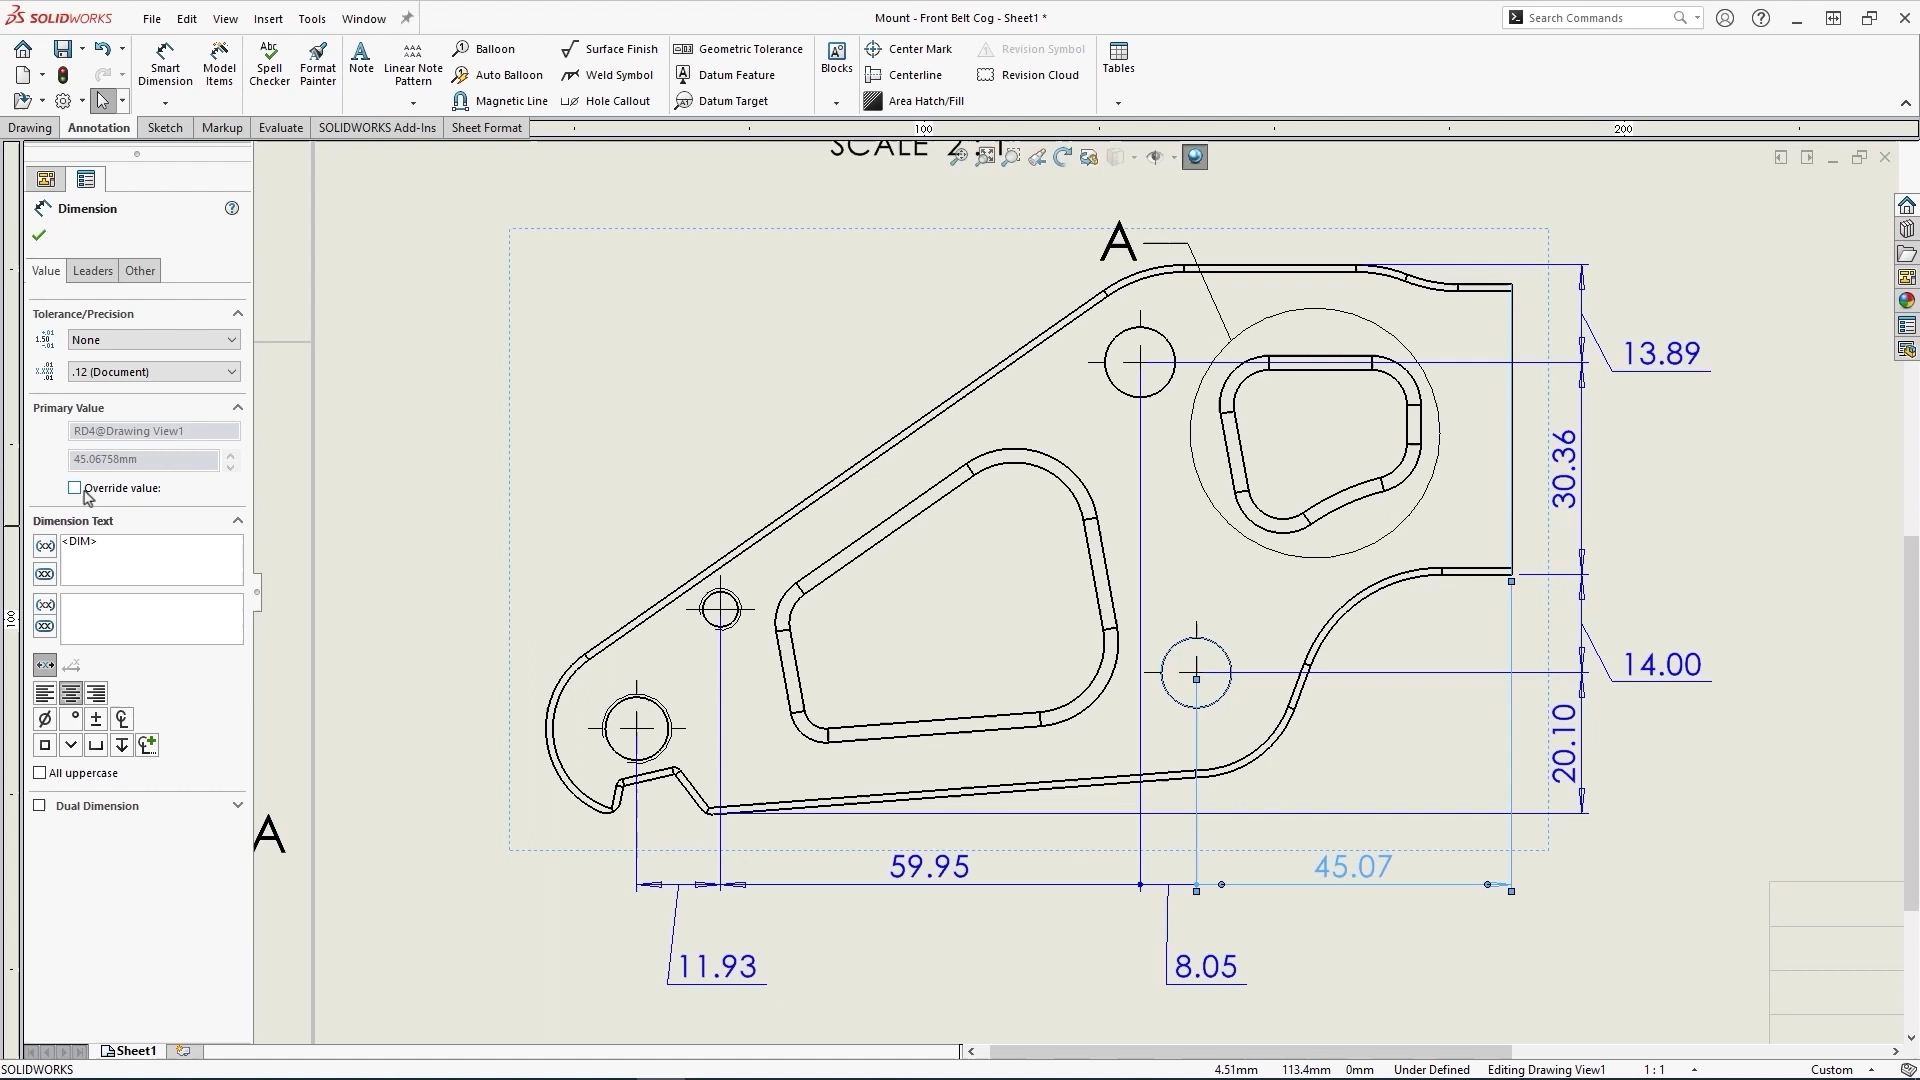 SOLIDWORKS File Edit View Insert Tools Window Mount - Front Belt Cog - Sheet1 * Search Commands
Smart Dimension
Model Items
Abc
Spell Checker
Format Painter
Note
Linear Note Pattern
Balloon
Auto Balloon
Magnetic Line
Surface Finish
Weld Symbol
Hole Callout
Geometric Tolerance
Datum Feature
Datum Target
Blocks
Center Mark
Centerline
Area Hatch/Fill
Revision Symbol
Revision Cloud
Tables
Drawing Annotation Sketch Markup Evaluate SOLIDWORKS Add-Ins Sheet Format
100 200
Dimension
Value Leaders Other
Tolerance/Precision
None
.12 (Document)
Primary Value
RD4@Drawing View1
45.06758mm
Override value:
Dimension Text
<DIM>
All uppercase
Dual Dimension
100
SCALE 2:1
A
A
13.89
30.36
14.00
20.10
59.95
45.07
11.93
8.05
Sheet1
SOLIDWORKS 4.51mm 113.4mm 0mm Under Defined Editing Drawing View1 1 : 1 Custom